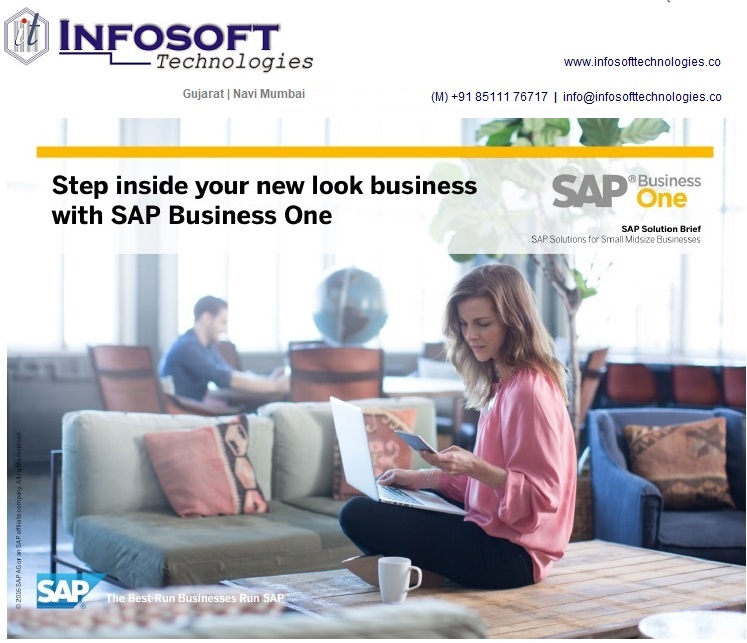 it INFOSOFT
Technologies
www.infosofttechnologies.co
Gujarat | Navi Mumbai
(M) +91 85111 76717 | info@infosofttechnologies.co
Step inside your new look business
with SAP Business One
SAP® Business
One
SAP Solution Brief
SAP Solutions for Small Midsize Businesses
© 2016 SAP AG or an SAP affiliate company. All rights reserved.
SAP®
The Best-Run Businesses Run SAP™